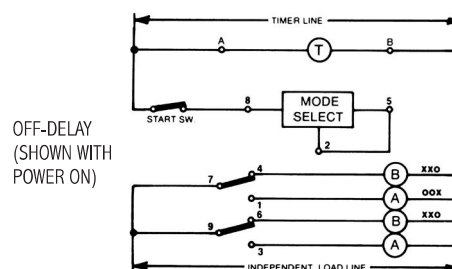 TIMER LINE
A T B
8 MODE SELECT 5
START SW
2
OFF-DELAY
(SHOWN WITH
POWER ON)
7 4 B XXO
1 A OOX
9 6 B XXO
3 A
INDEPENDENT LOAD LINE